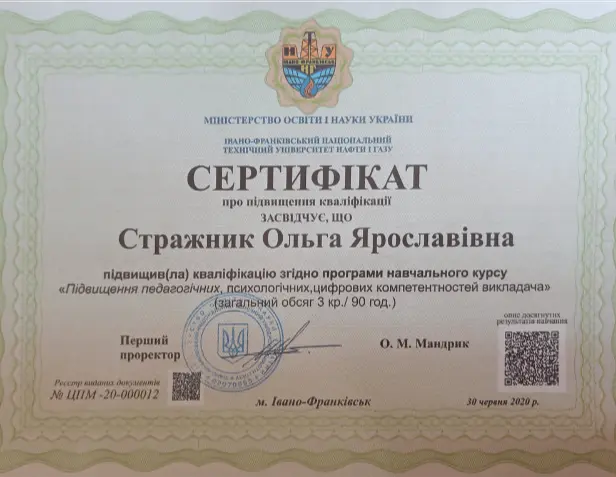 Н Т У
ІВАНО-ФРАНКІВСЬК
МІНІСТЕРСТВО ОСВІТИ І НАУКИ УКРАЇНИ
ІВАНО-ФРАНКІВСЬКИЙ НАЦІОНАЛЬНИЙ
ТЕХНІЧНИЙ УНІВЕРСИТЕТ НАФТИ І ГАЗУ
СЕРТИФІКАТ
про підвищення кваліфікації
ЗАСВІДЧУЄ, ЩО
Стражник Ольга Ярославівна
підвищив(ла) кваліфікацію згідно програми навчального курсу
«Підвищення педагогічних, психологічних,цифрових компетентностей викладача»
(загальний обсяг 3 кр./ 90 год.)
опис досягнутих
результатів навчання
Перший
проректор
О. М. Мандрик
Реєстр виданих документів
№ ЦПМ -20-000012
м. Івано-Франківськ
30 червня 2020 р.